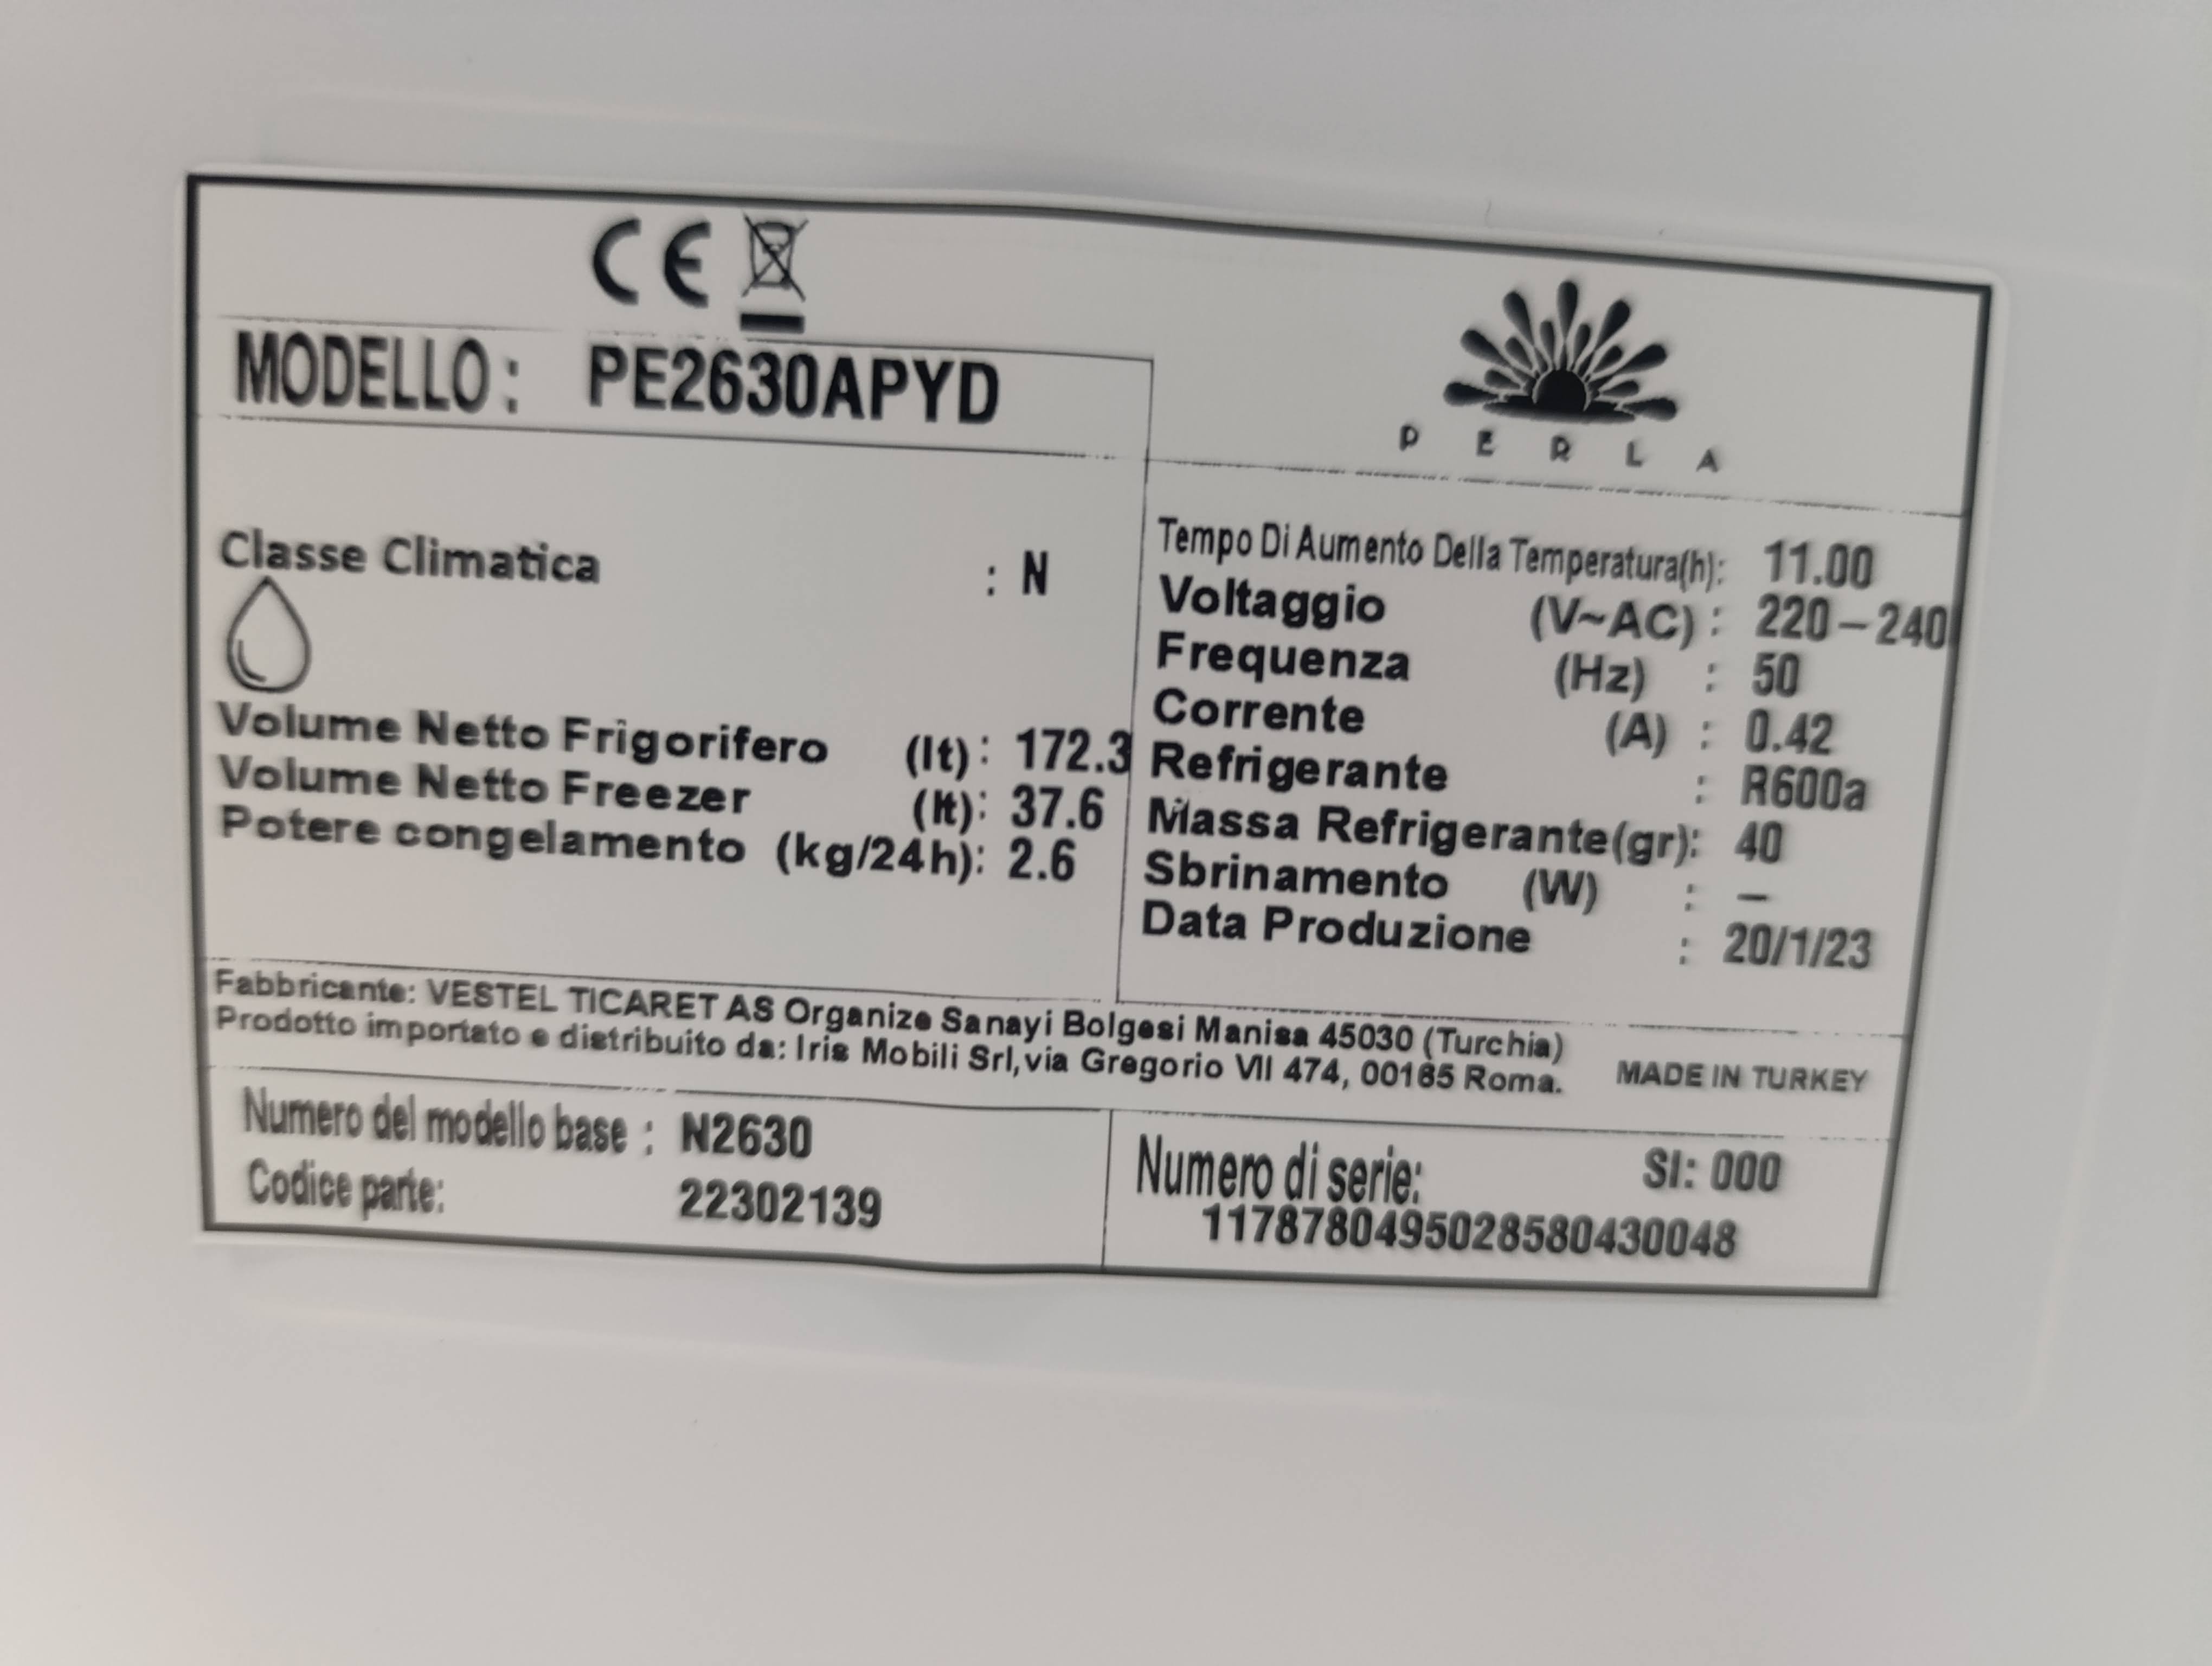 CE
MODELLO: PE2630APYD
PERLA
Classe Climatica : N
Volume Netto Frigorifero (lt): 172.3
Volume Netto Freezer (lt): 37.6
Potere congelamento (kg/24h): 2.6
Tempo Di Aumento Della Temperatura(h): 11.00
Voltaggio (V~AC) : 220-240
Frequenza (Hz) : 50
Corrente (A) : 0.42
Refrigerante : R600a
Massa Refrigerante(gr): 40
Sbrinamento (W) : –
Data Produzione : 20/1/23
Fabbricante: VESTEL TICARET AS Organize Sanayi Bolgesi Manisa 45030 (Turchia)
Prodotto importato e distribuito da: Iris Mobili Srl, via Gregorio VII 474, 00165 Roma.
MADE IN TURKEY
Numero del modello base : N2630
Codice parte: 22302139
Numero di serie: SI: 000
1178780495028580430048